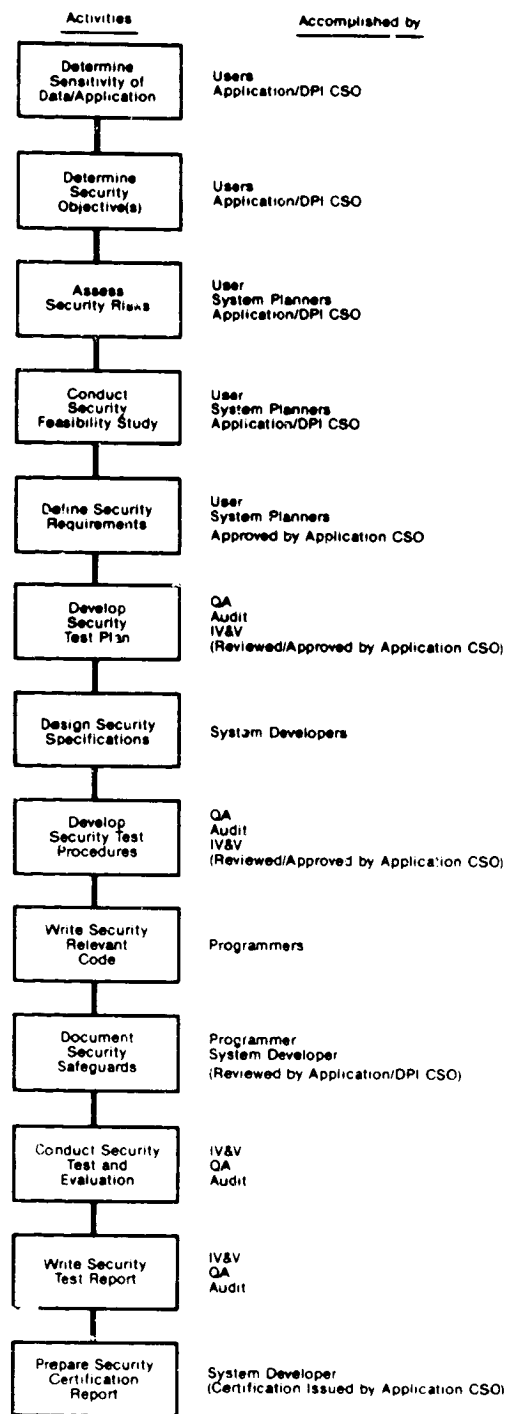 Activities
Accomplished by
Determine
Sensitivity of
Data/Application
Users
Application/DPI CSO
Determine
Security
Objective(s)
Users
Application/DPI CSO
Assess
Security Risks
User
System Planners
Application/DPI CSO
Conduct
Security
Feasibility Study
User
System Planners
Application/DPI CSO
Define Security
Requirements
User
System Planners
Approved by Application CSO
Develop
Security
Test Plan
QA
Audit
IV&V
(Reviewed/Approved by Application CSO)
Design Security
Specifications
System Developers
Develop
Security Test
Procedures
QA
Audit
IV&V
(Reviewed/Approved by Application CSO)
Write Security
Relevant
Code
Programmers
Document
Security
Safeguards
Programmer
System Developer
(Reviewed by Application/DPI CSO)
Conduct Security
Test and
Evaluation
IV&V
QA
Audit
Write Security
Test Report
IV&V
QA
Audit
Prepare Security
Certification
Report
System Developer
(Certification Issued by Application CSO)